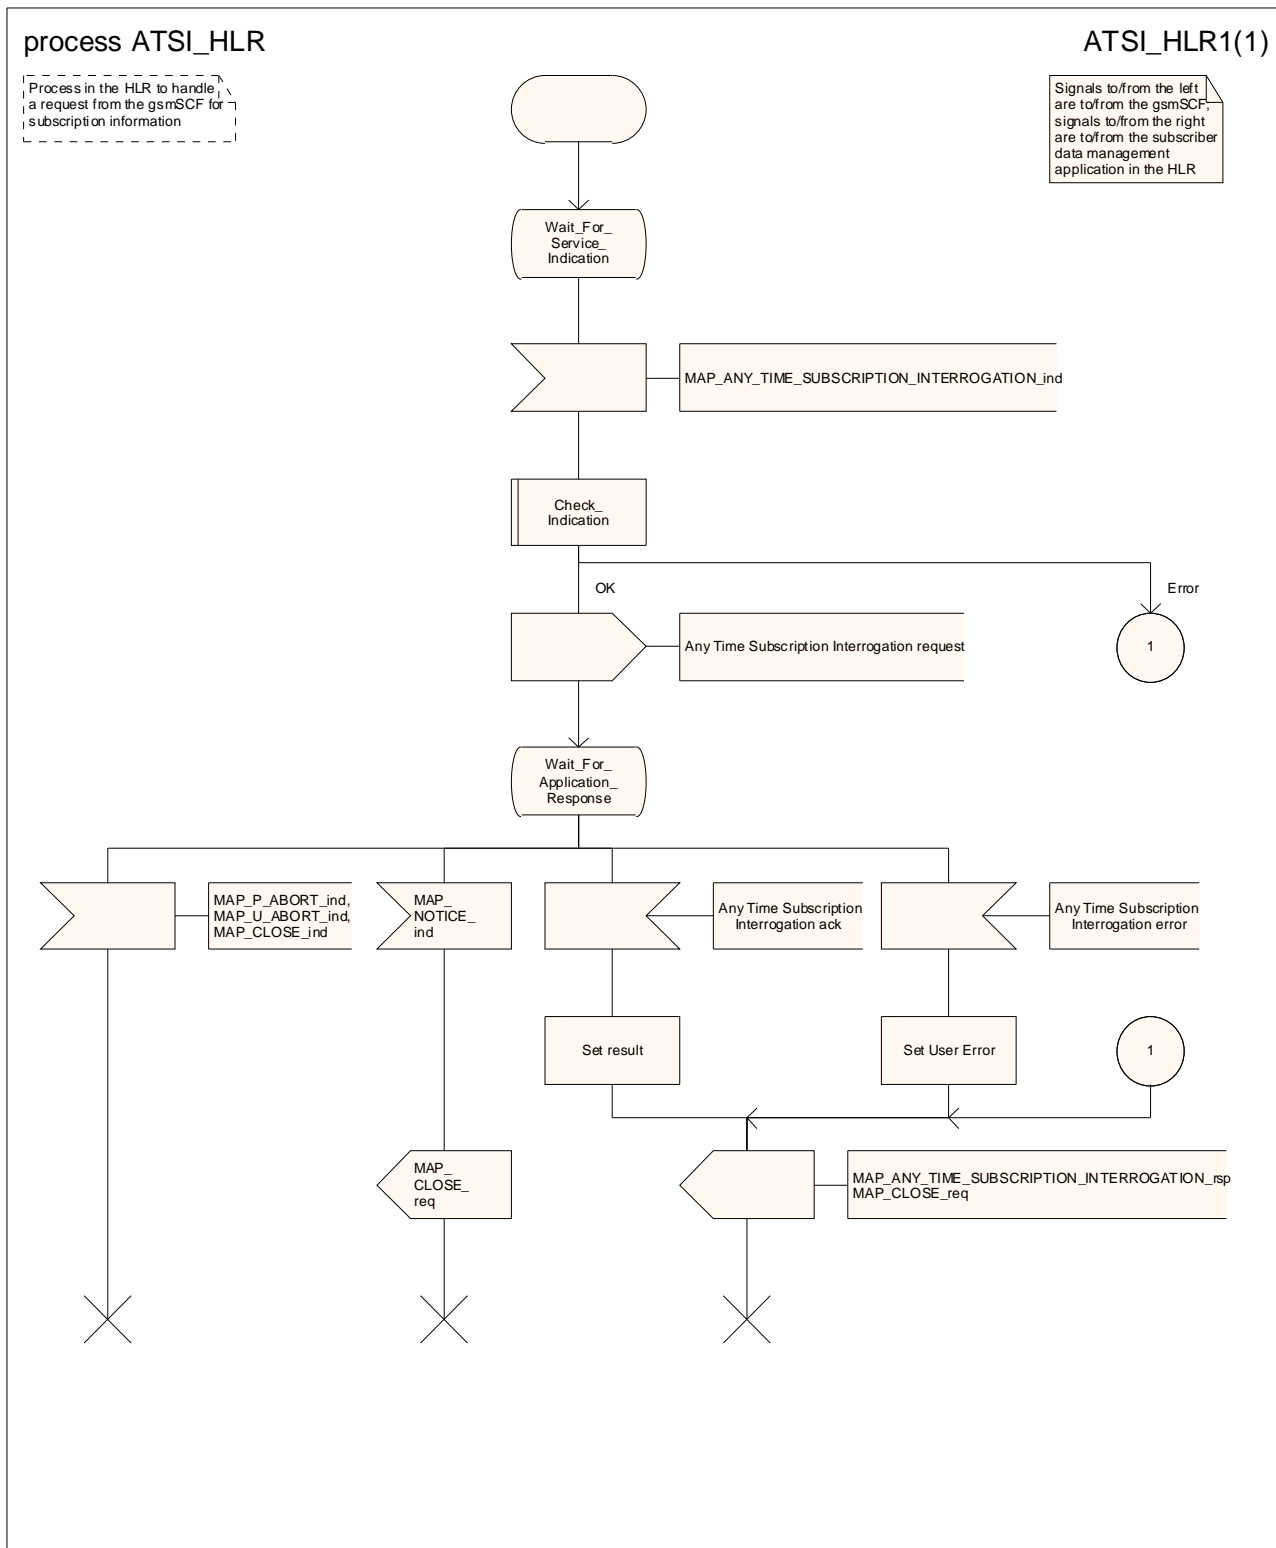 process ATSI_HLR
ATSI_HLR1(1)
Process in the HLR to handle
a request from the gsmSCF for
subscription information
Signals to/from the left
are to/from the gsmSCF;
signals to/from the right
are to/from the subscriber
data management
application in the HLR
Wait_For_
Service_
Indication
MAP_ANY_TIME_SUBSCRIPTION_INTERROGATION_ind
Check_
Indication
OK
Error
Any Time Subscription Interrogation request
1
Wait_For_
Application_
Response
MAP_P_ABORT_ind,
MAP_U_ABORT_ind,
MAP_CLOSE_ind
MAP_
NOTICE_
ind
Any Time Subscription
Interrogation ack
Any Time Subscription
Interrogation error
Set result
Set User Error
1
MAP_
CLOSE_
req
MAP_ANY_TIME_SUBSCRIPTION_INTERROGATION_rsp
MAP_CLOSE_req